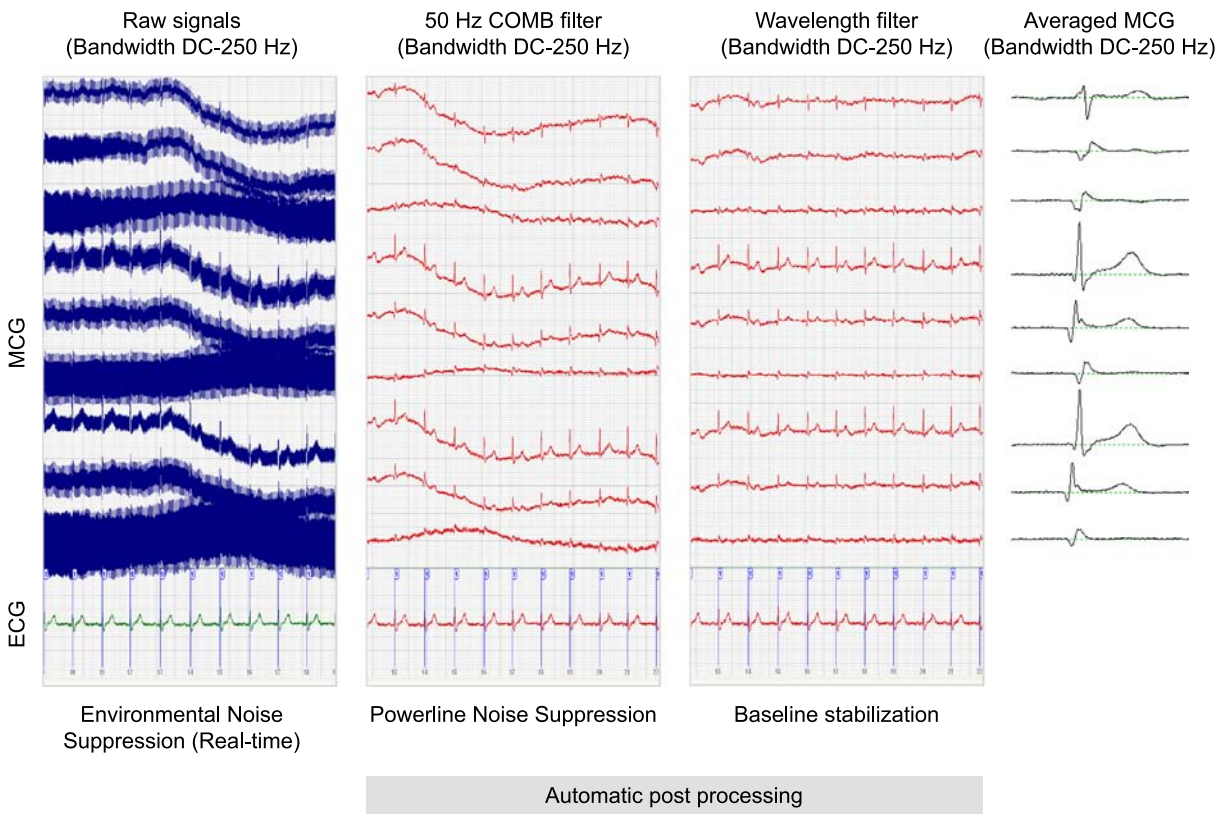 Raw signals
(Bandwidth DC-250 Hz)
50 Hz COMB filter
(Bandwidth DC-250 Hz)
Wavelength filter
(Bandwidth DC-250 Hz)
Averaged MCG
(Bandwidth DC-250 Hz)
MCG
ECG
Environmental Noise
Suppression (Real-time)
Powerline Noise Suppression
Baseline stabilization
Automatic post processing